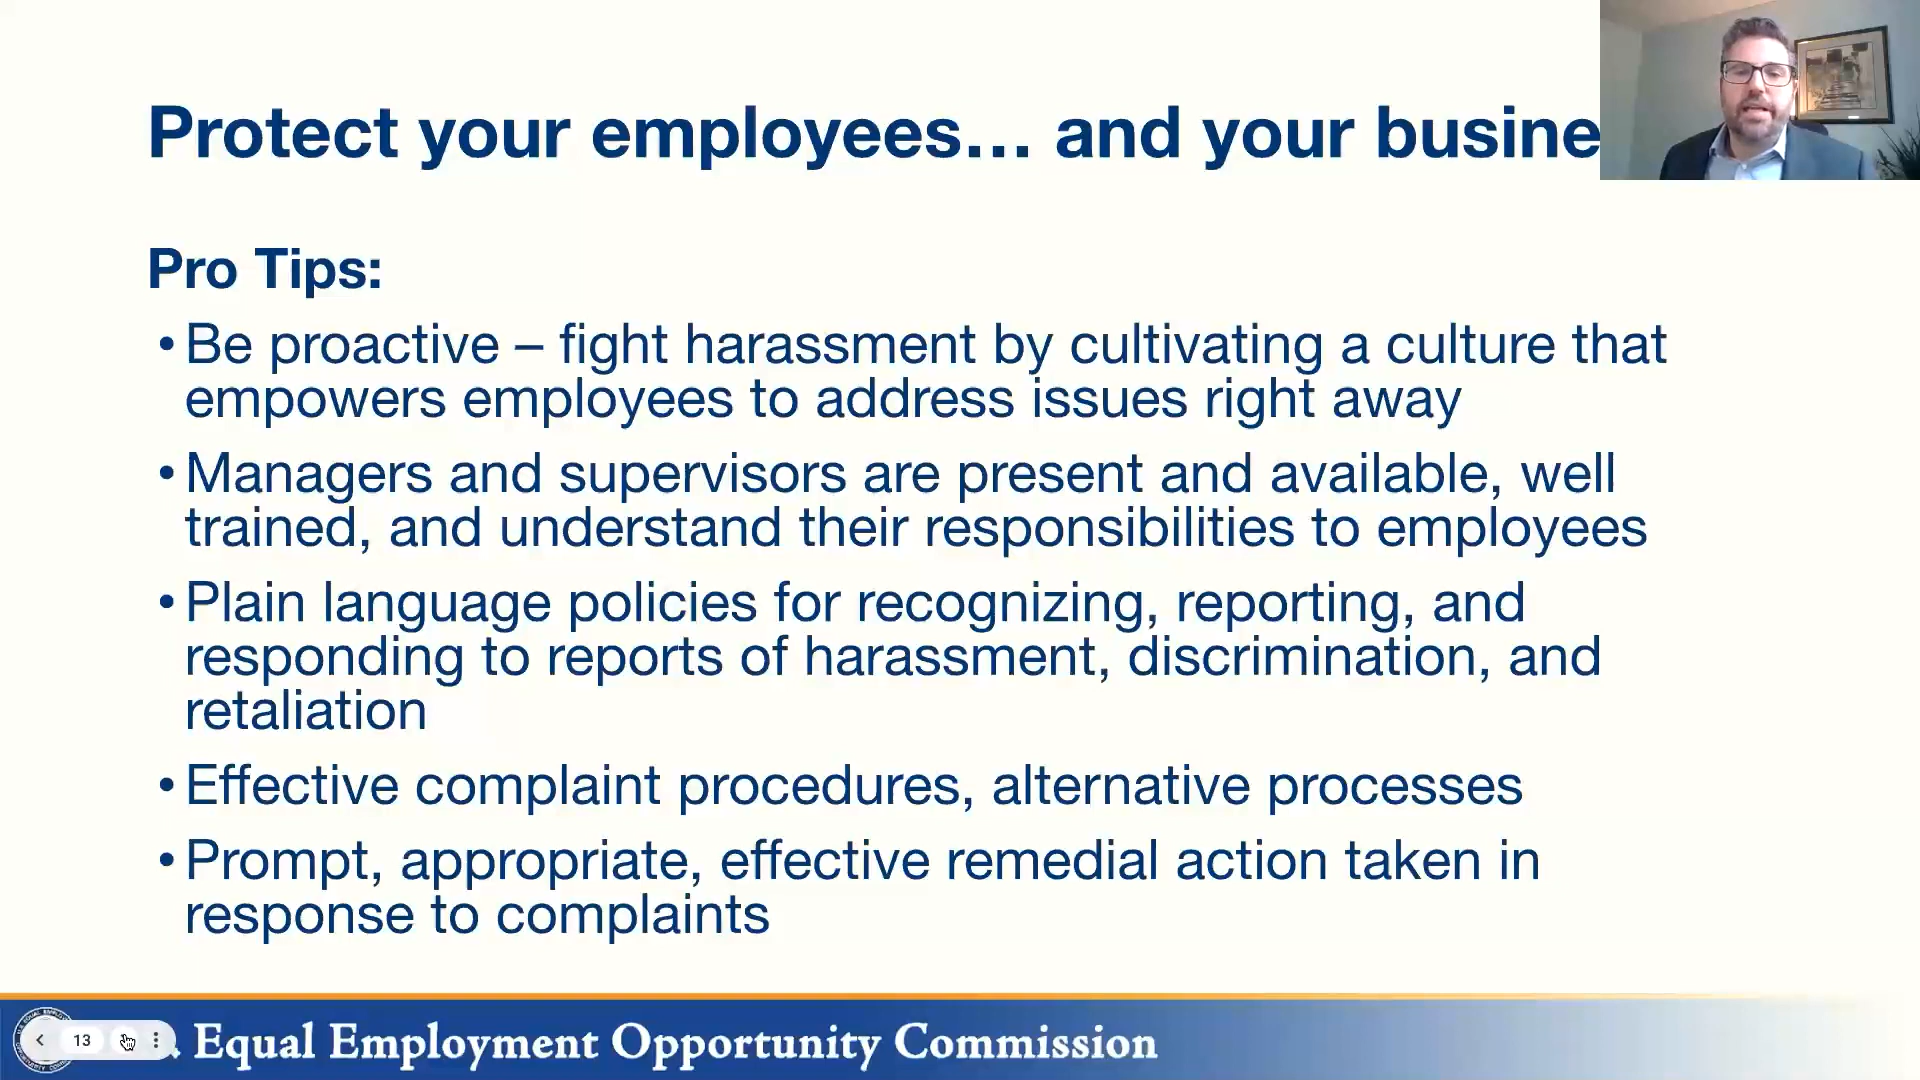 Protect your employees… and your busine
Pro Tips:
• Be proactive – fight harassment by cultivating a culture that
empowers employees to address issues right away
• Managers and supervisors are present and available, well
trained, and understand their responsibilities to employees
• Plain language policies for recognizing, reporting, and
responding to reports of harassment, discrimination, and
retaliation
• Effective complaint procedures, alternative processes
• Prompt, appropriate, effective remedial action taken in
response to complaints
13
Equal Employment Opportunity Commission